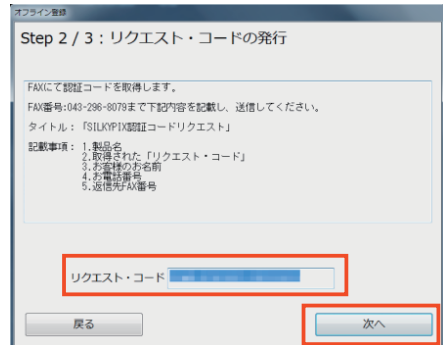 オフライン登録
Step 2 / 3：リクエスト・コードの発行
FAXにて認証コードを取得します。
FAX番号:043-296-8079まで下記内容を記載し、送信してください。
タイトル：「SILKYPIX認証コードリクエスト」
記載事項：1.製品名
2.取得された「リクエスト・コード」
3.お客様のお名前
4.お電話番号
5.返信先FAX番号
リクエスト・コード
戻る
次へ